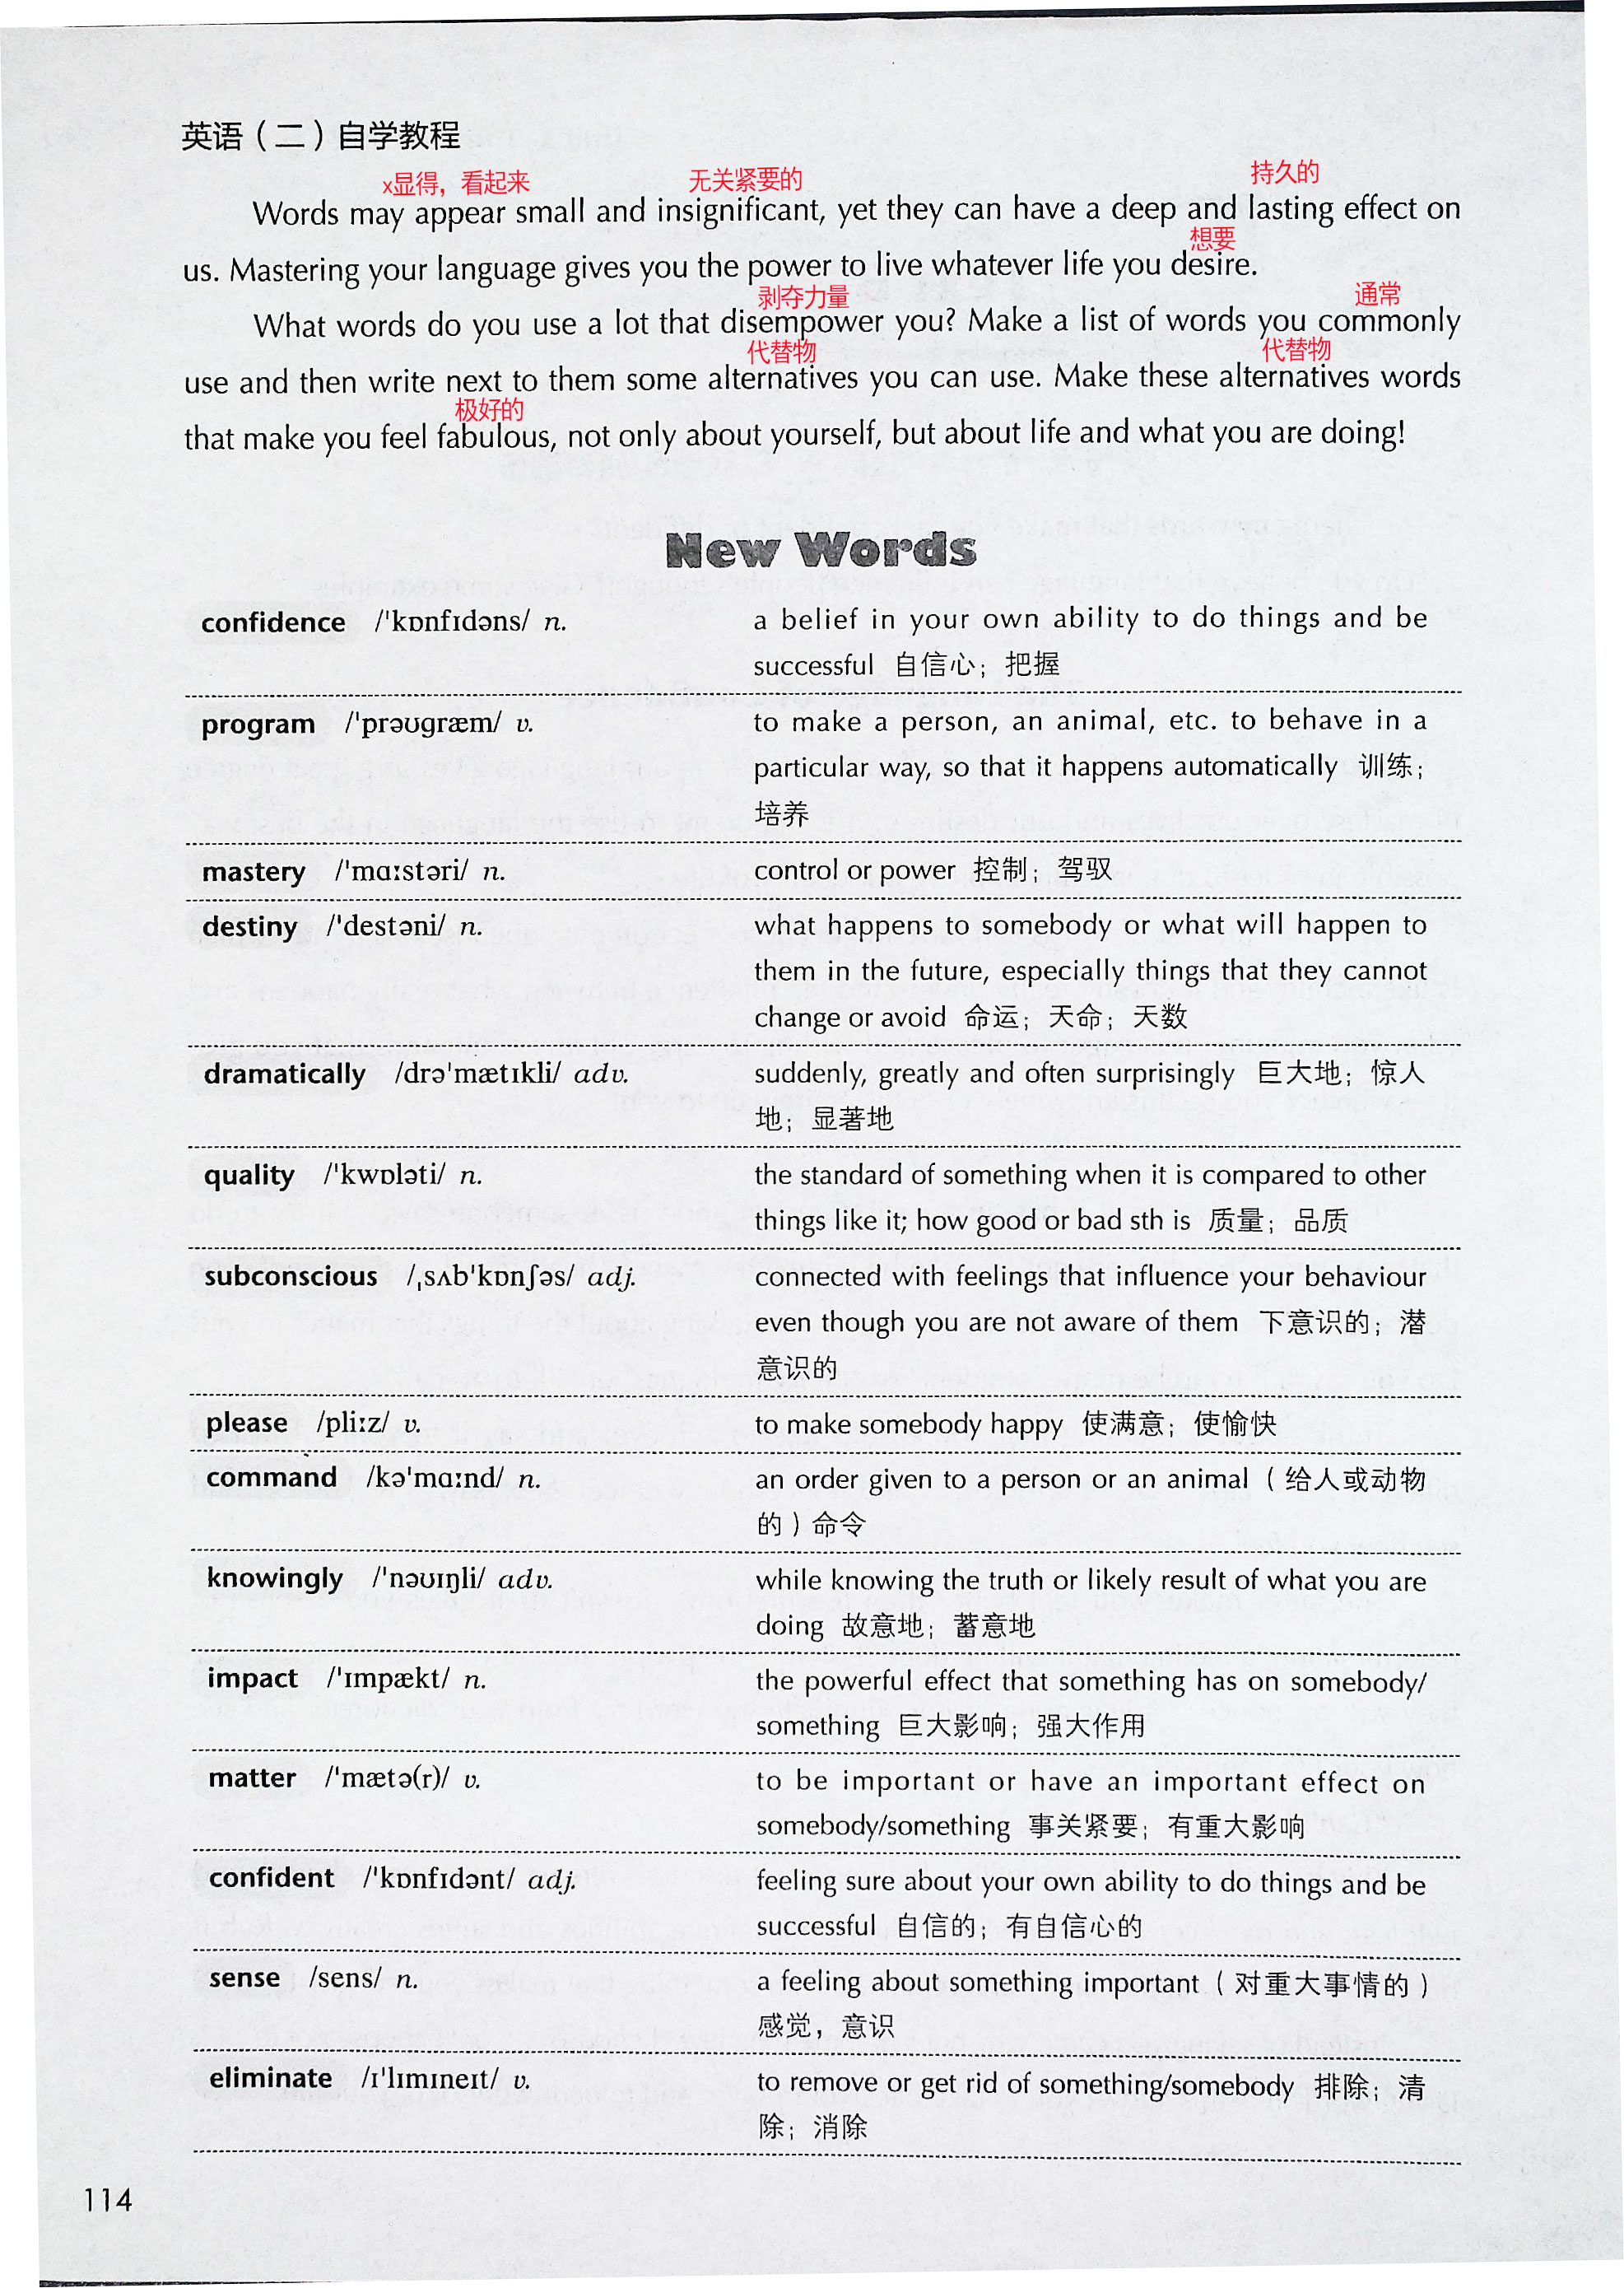 英语（二）自学教程
x显得，看起来 无关紧要的 持久的
Words may appear small and insignificant, yet they can have a deep and lasting effect on
想要
us. Mastering your language gives you the power to live whatever life you desire.
剥夺力量 通常
What words do you use a lot that disempower you? Make a list of words you commonly
代替物 代替物
use and then write next to them some alternatives you can use. Make these alternatives words
极好的
that make you feel fabulous, not only about yourself, but about life and what you are doing!
New Words
confidence /ˈkɒnfɪdəns/ n. a belief in your own ability to do things and be
successful 自信心；把握
program /ˈprəʊɡræm/ v. to make a person, an animal, etc. to behave in a
particular way, so that it happens automatically 训练；
培养
mastery /ˈmɑːstəri/ n. control or power 控制；驾驭
destiny /ˈdestəni/ n. what happens to somebody or what will happen to
them in the future, especially things that they cannot
change or avoid 命运；天命；天数
dramatically /drəˈmætɪkli/ adv. suddenly, greatly and often surprisingly 巨大地；惊人
地；显著地
quality /ˈkwɒləti/ n. the standard of something when it is compared to other
things like it; how good or bad sth is 质量；品质
subconscious /ˌsʌbˈkɒnʃəs/ adj. connected with feelings that influence your behaviour
even though you are not aware of them 下意识的；潜
意识的
please /pliːz/ v. to make somebody happy 使满意；使愉快
command /kəˈmɑːnd/ n. an order given to a person or an animal（给人或动物
的）命令
knowingly /ˈnəʊɪŋli/ adv. while knowing the truth or likely result of what you are
doing 故意地；蓄意地
impact /ˈɪmpækt/ n. the powerful effect that something has on somebody/
something 巨大影响；强大作用
matter /ˈmætə(r)/ v. to be important or have an important effect on
somebody/something 事关紧要；有重大影响
confident /ˈkɒnfɪdənt/ adj. feeling sure about your own ability to do things and be
successful 自信的；有自信心的
sense /sens/ n. a feeling about something important（对重大事情的）
感觉，意识
eliminate /ɪˈlɪmɪneɪt/ v. to remove or get rid of something/somebody 排除；清
除；消除
114